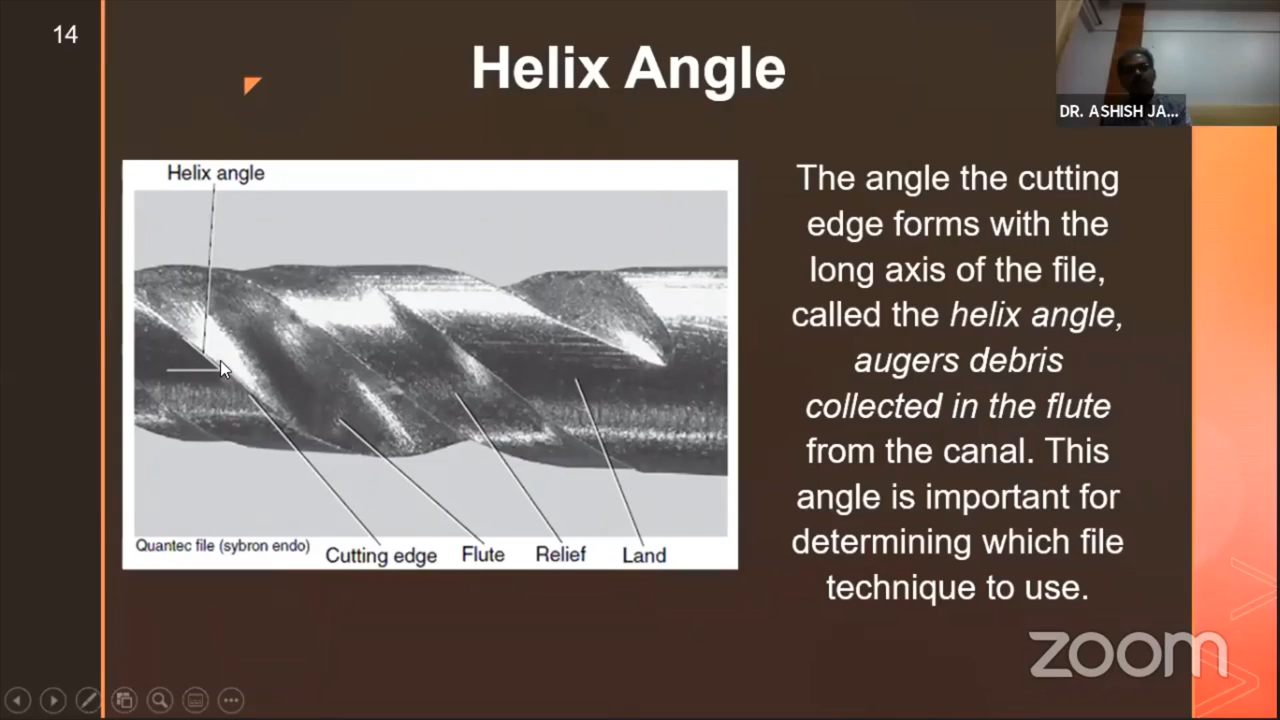 14
Helix Angle
DR. ASHISH JA...
Helix angle
Quantec file (sybron endo)
Cutting edge
Flute
Relief
Land
The angle the cutting
edge forms with the
long axis of the file,
called the helix angle,
augers debris
collected in the flute
from the canal. This
angle is important for
determining which file
technique to use.
zoom